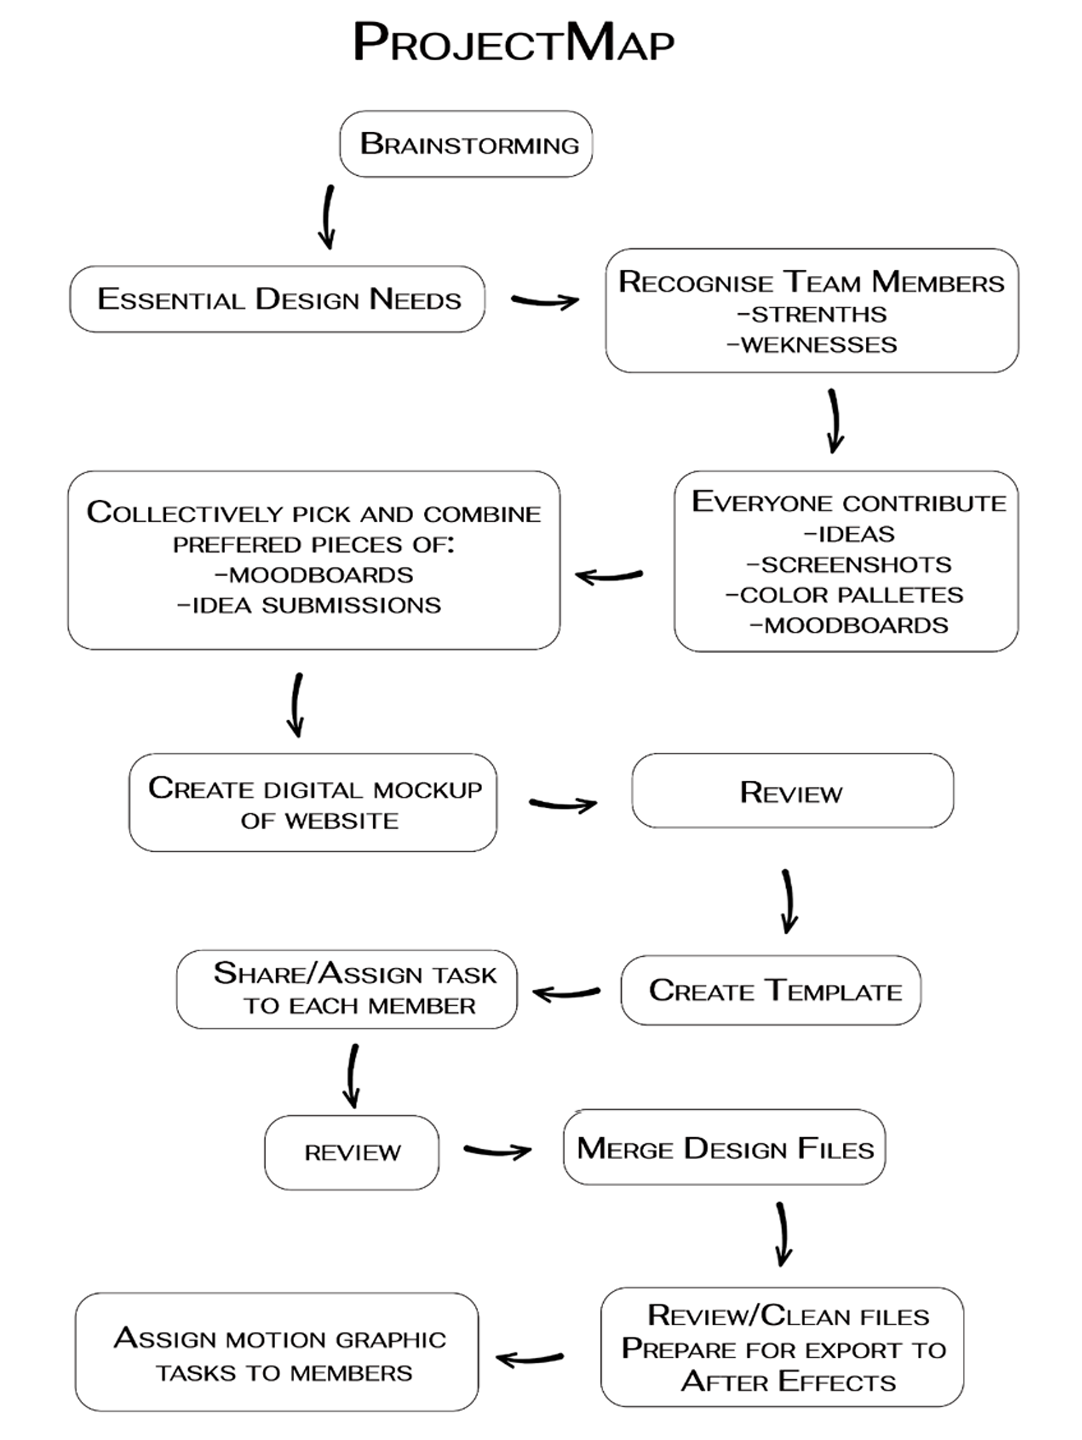 ProjectMap
Brainstorming
Essential Design Needs
Recognise Team Members
-strenths
-weknesses
Everyone contribute
-ideas
-screenshots
-color palletes
-moodboards
Collectively pick and combine
prefered pieces of:
-moodboards
-idea submissions
Create digital mockup
of website
Review
Create Template
Share/Assign task
to each member
review
Merge Design Files
Review/Clean files
Prepare for export to
After Effects
Assign motion graphic
tasks to members